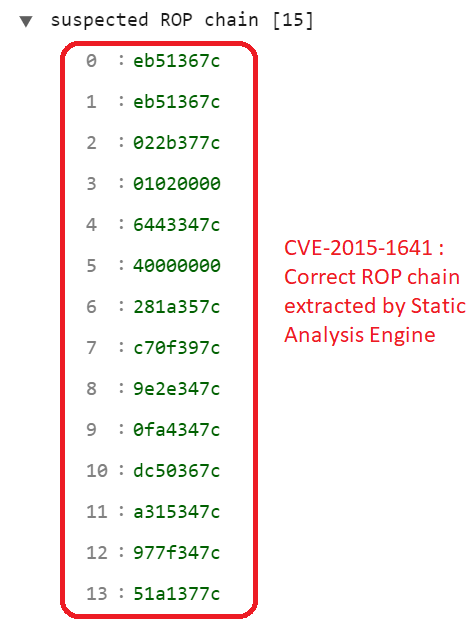 ▼ suspected ROP chain [15]
0 : eb51367c
1 : eb51367c
2 : 022b377c
3 : 01020000
4 : 6443347c
5 : 40000000
6 : 281a357c
7 : c70f397c
8 : 9e2e347c
9 : 0fa4347c
10 : dc50367c
11 : a315347c
12 : 977f347c
13 : 51a1377c
CVE-2015-1641 :
Correct ROP chain
extracted by Static
Analysis Engine